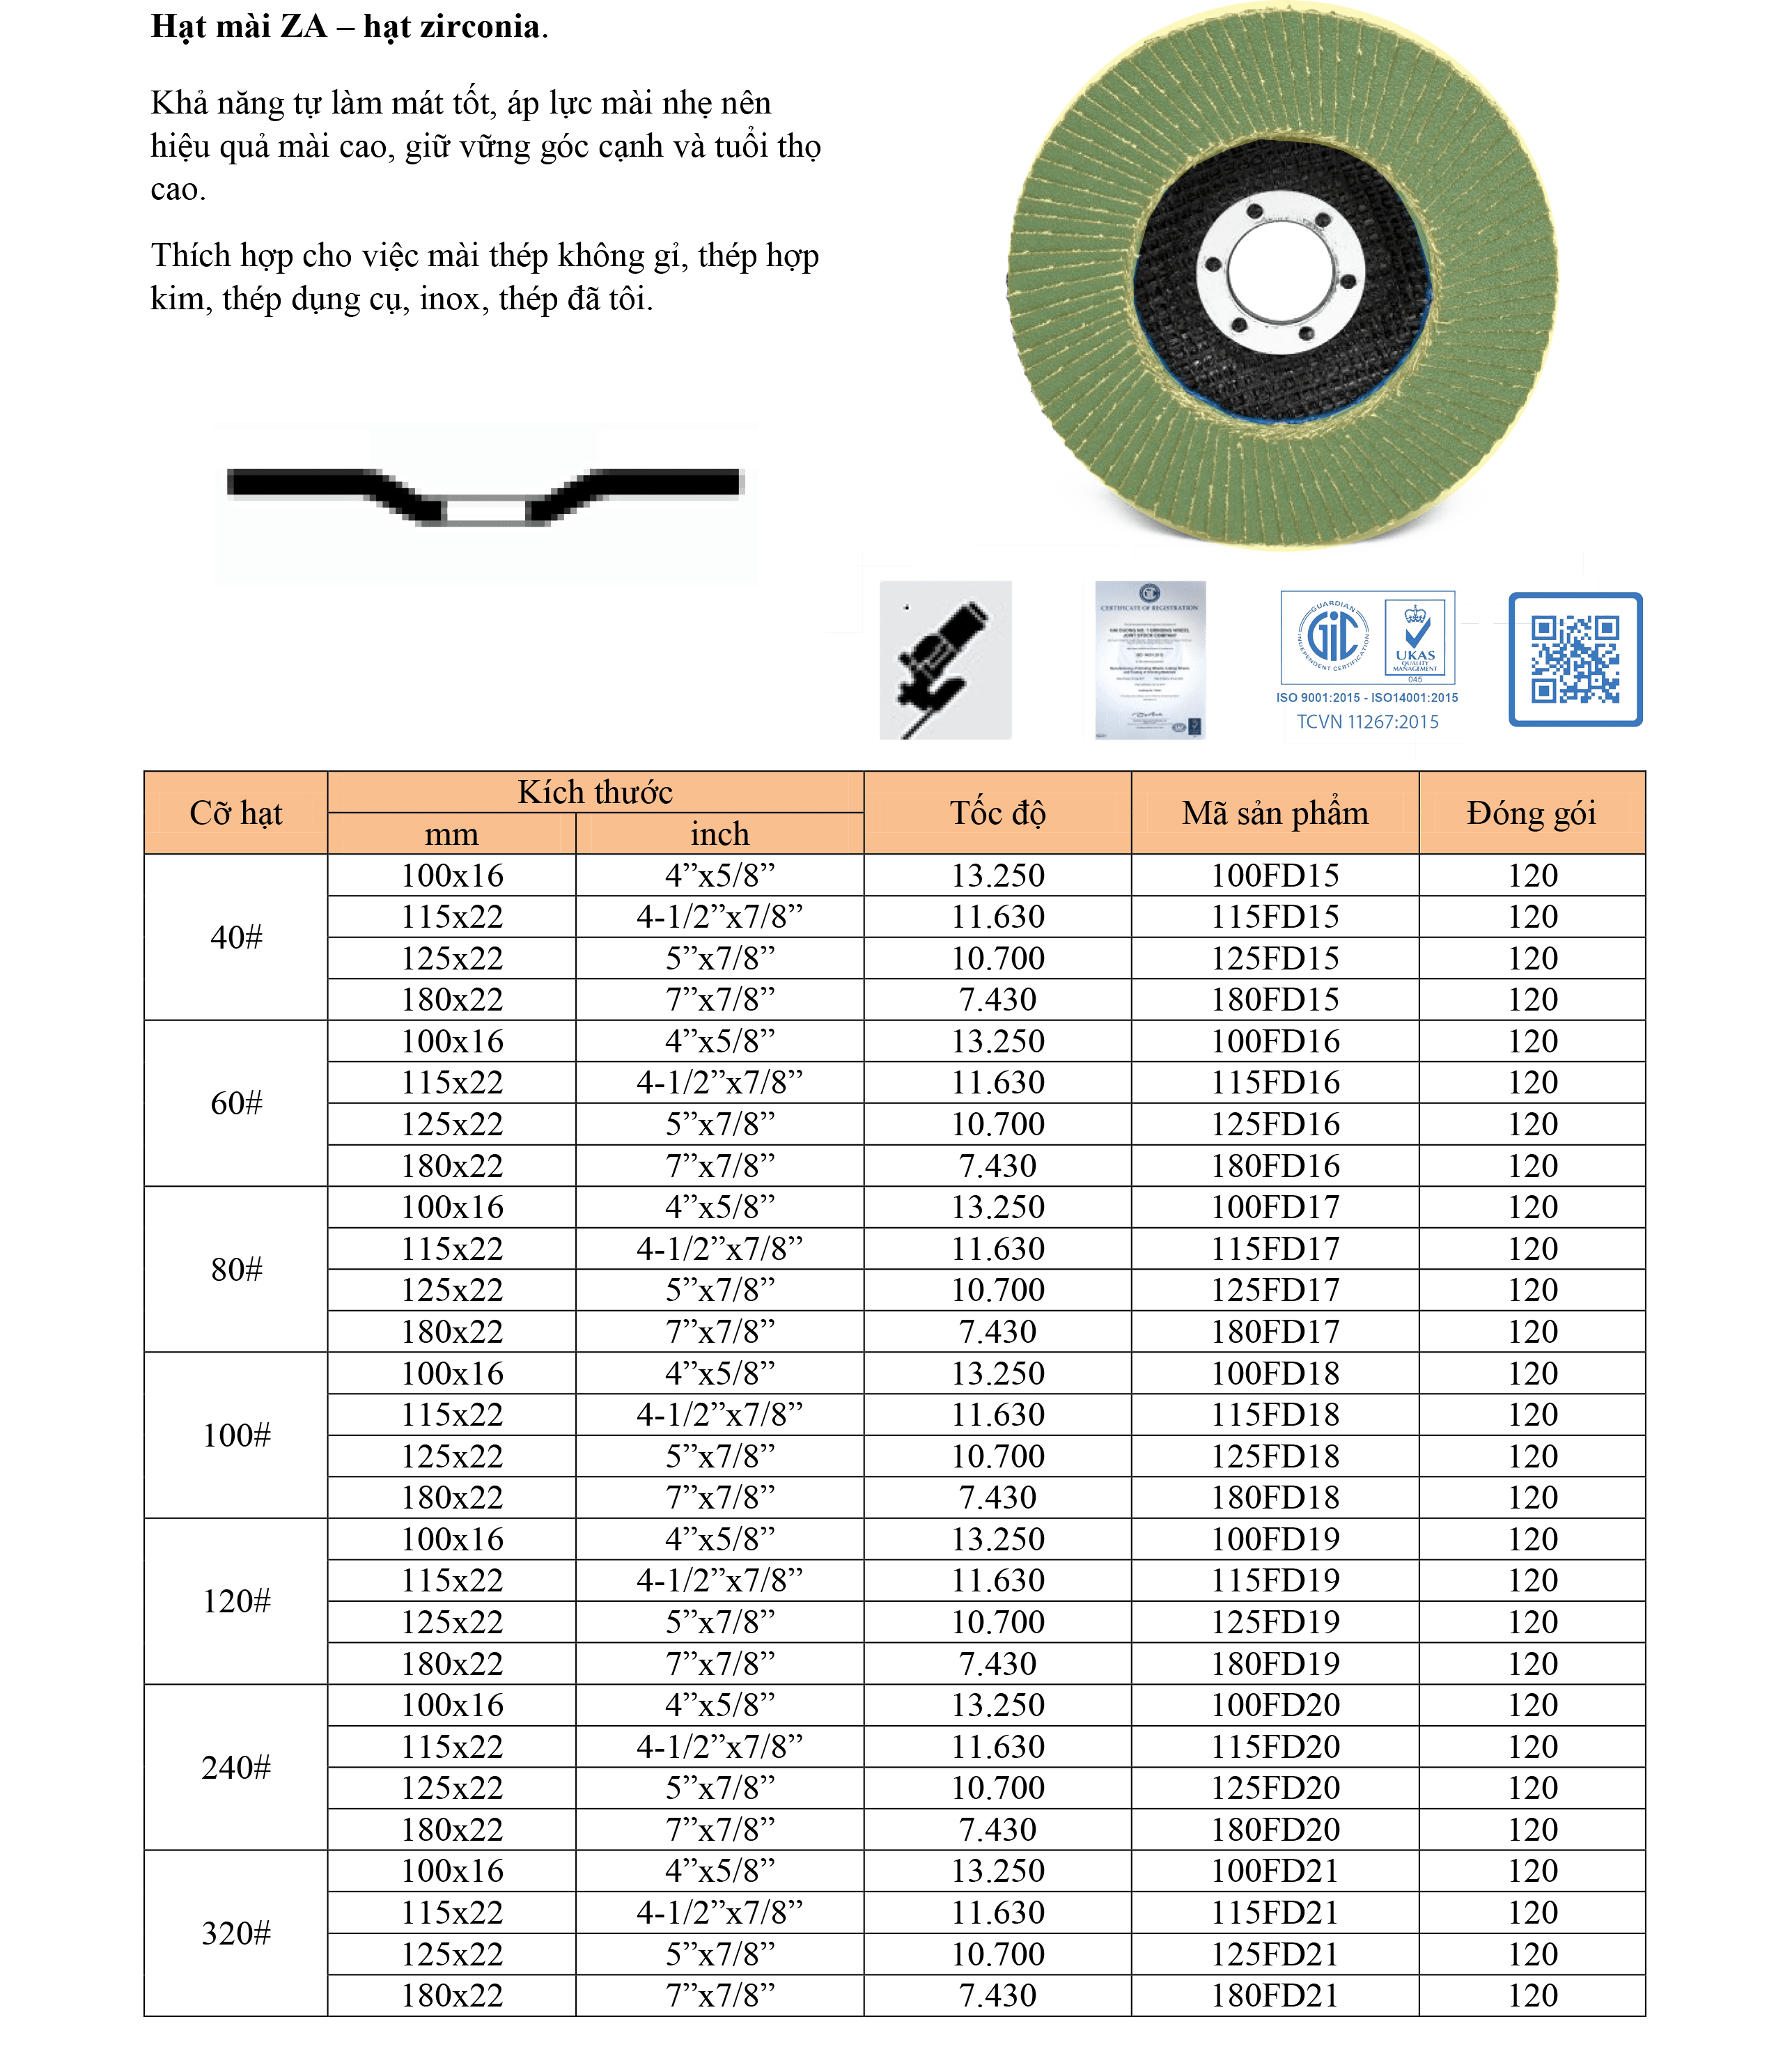 Hạt mài ZA – hạt zirconia.
Khả năng tự làm mát tốt, áp lực mài nhẹ nên
hiệu quả mài cao, giữ vững góc cạnh và tuổi thọ
cao.
Thích hợp cho việc mài thép không gỉ, thép hợp
kim, thép dụng cụ, inox, thép đã tôi.
GIC
CERTIFICATE OF REGISTRATION
GUARDIAN
GIC
INDEPENDENT CERTIFICATION
UKAS
QUALITY
MANAGEMENT
045
ISO 9001:2015 - ISO14001:2015
TCVN 11267:2015
Cỡ hạt Kích thước Tốc độ Mã sản phẩm Đóng gói
mm inch
40#
100x16 4”x5/8” 13.250 100FD15 120
115x22 4-1/2”x7/8” 11.630 115FD15 120
125x22 5”x7/8” 10.700 125FD15 120
180x22 7”x7/8” 7.430 180FD15 120
60#
100x16 4”x5/8” 13.250 100FD16 120
115x22 4-1/2”x7/8” 11.630 115FD16 120
125x22 5”x7/8” 10.700 125FD16 120
180x22 7”x7/8” 7.430 180FD16 120
80#
100x16 4”x5/8” 13.250 100FD17 120
115x22 4-1/2”x7/8” 11.630 115FD17 120
125x22 5”x7/8” 10.700 125FD17 120
180x22 7”x7/8” 7.430 180FD17 120
100#
100x16 4”x5/8” 13.250 100FD18 120
115x22 4-1/2”x7/8” 11.630 115FD18 120
125x22 5”x7/8” 10.700 125FD18 120
180x22 7”x7/8” 7.430 180FD18 120
120#
100x16 4”x5/8” 13.250 100FD19 120
115x22 4-1/2”x7/8” 11.630 115FD19 120
125x22 5”x7/8” 10.700 125FD19 120
180x22 7”x7/8” 7.430 180FD19 120
240#
100x16 4”x5/8” 13.250 100FD20 120
115x22 4-1/2”x7/8” 11.630 115FD20 120
125x22 5”x7/8” 10.700 125FD20 120
180x22 7”x7/8” 7.430 180FD20 120
320#
100x16 4”x5/8” 13.250 100FD21 120
115x22 4-1/2”x7/8” 11.630 115FD21 120
125x22 5”x7/8” 10.700 125FD21 120
180x22 7”x7/8” 7.430 180FD21 120